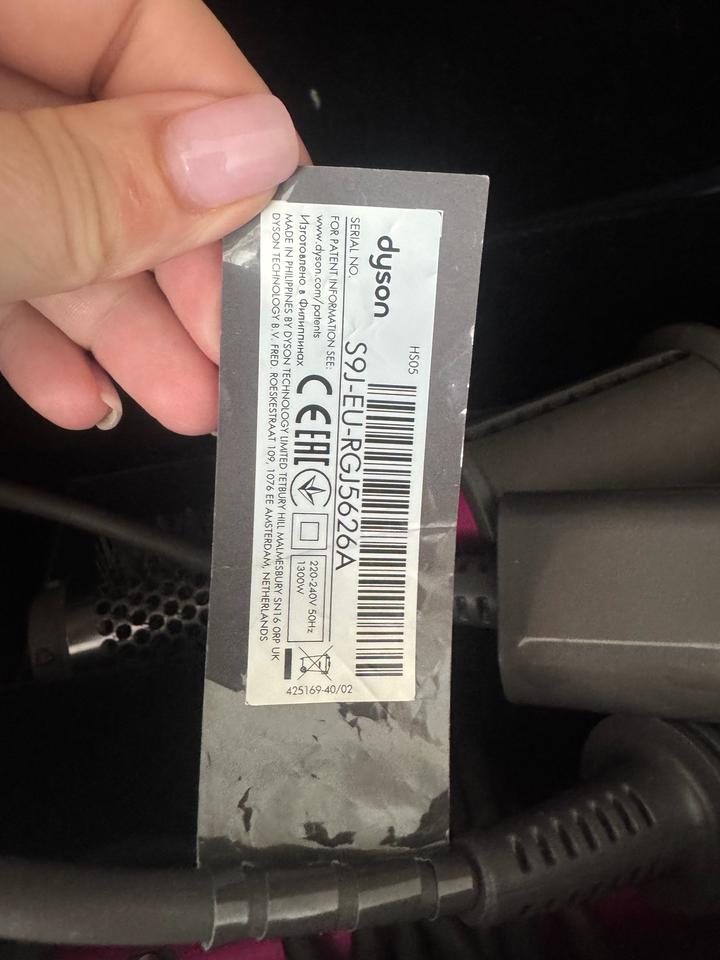 dyson
HS05
SERIAL NO.
S9J-EU-RGJ5626A
FOR PATENT INFORMATION SEE:
www.dyson.com/patents
Изготовлено в Филиппинах
CE EAC
220-240V 50Hz
1300W
MADE IN PHILIPPINES BY DYSON TECHNOLOGY LIMITED TETBURY HILL MALMESBURY SN16 0RP UK
DYSON TECHNOLOGY B.V. FRED. ROESKESTRAAT 109, 1076 EE AMSTERDAM, NETHERLANDS
425169-40/02